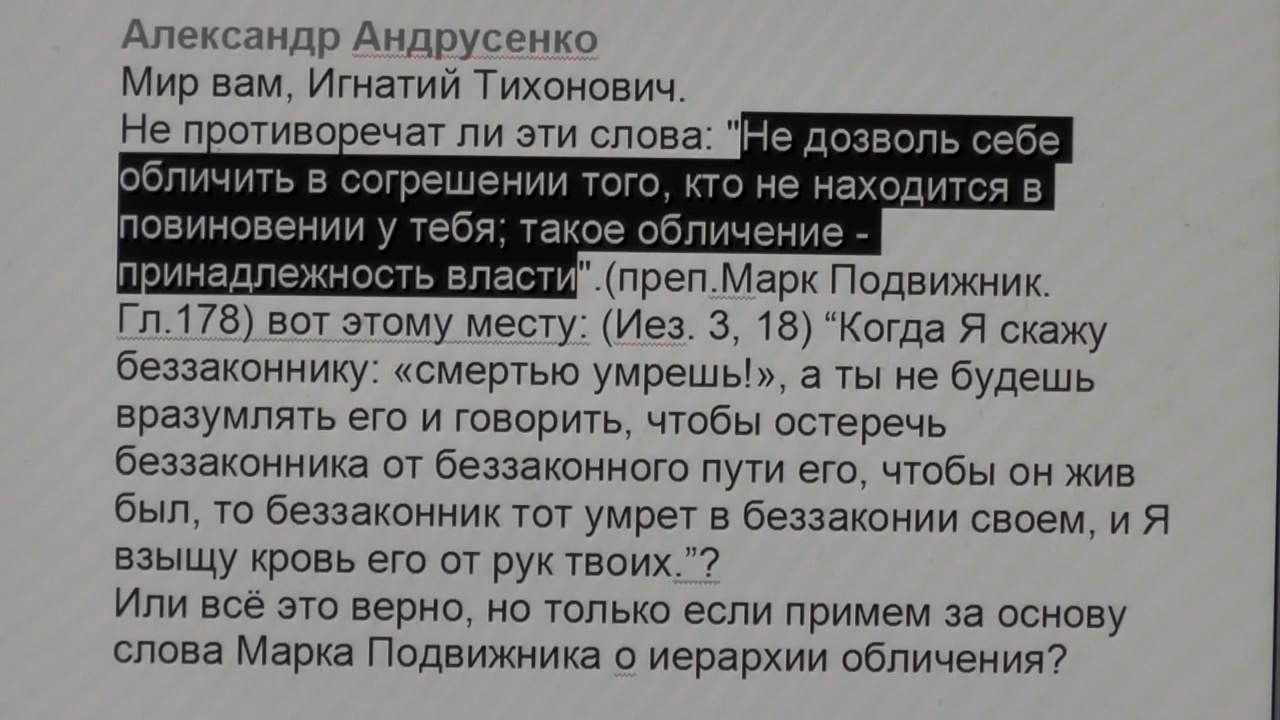 Александр Андрусенко
Мир вам, Игнатий Тихонович.
Не противоречат ли эти слова: "Не дозволь себе
обличить в согрешении того, кто не находится в
повиновении у тебя; такое обличение -
принадлежность власти".(преп.Марк Подвижник.
Гл.178) вот этому месту: (Иез. 3, 18) “Когда Я скажу
беззаконнику: «смертью умрешь!», а ты не будешь
вразумлять его и говорить, чтобы остеречь
беззаконника от беззаконного пути его, чтобы он жив
был, то беззаконник тот умрет в беззаконии своем, и Я
взыщу кровь его от рук твоих.”?
Или всё это верно, но только если примем за основу
слова Марка Подвижника о иерархии обличения?